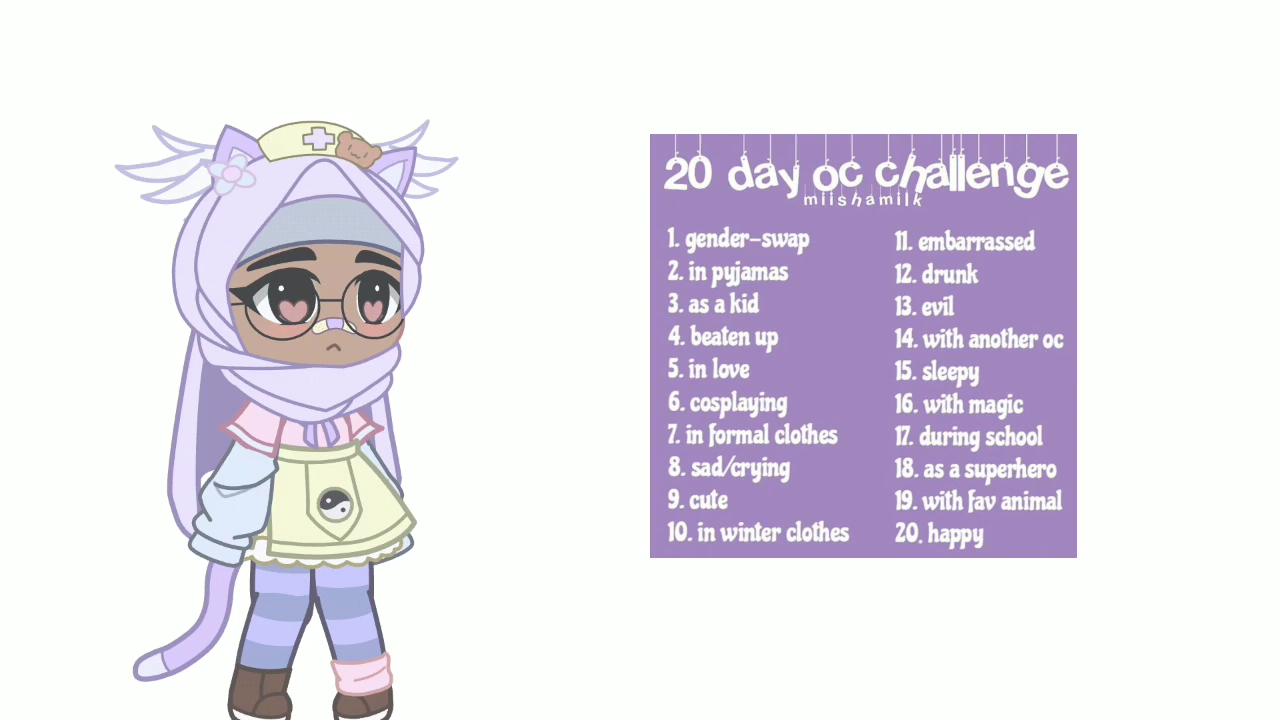 20 day oc challenge
miishamilk
1. gender-swap
2. in pyjamas
3. as a kid
4. beaten up
5. in love
6. cosplaying
7. in formal clothes
8. sad/crying
9. cute
10. in winter clothes
11. embarrassed
12. drunk
13. evil
14. with another oc
15. sleepy
16. with magic
17. during school
18. as a superhero
19. with fav animal
20. happy